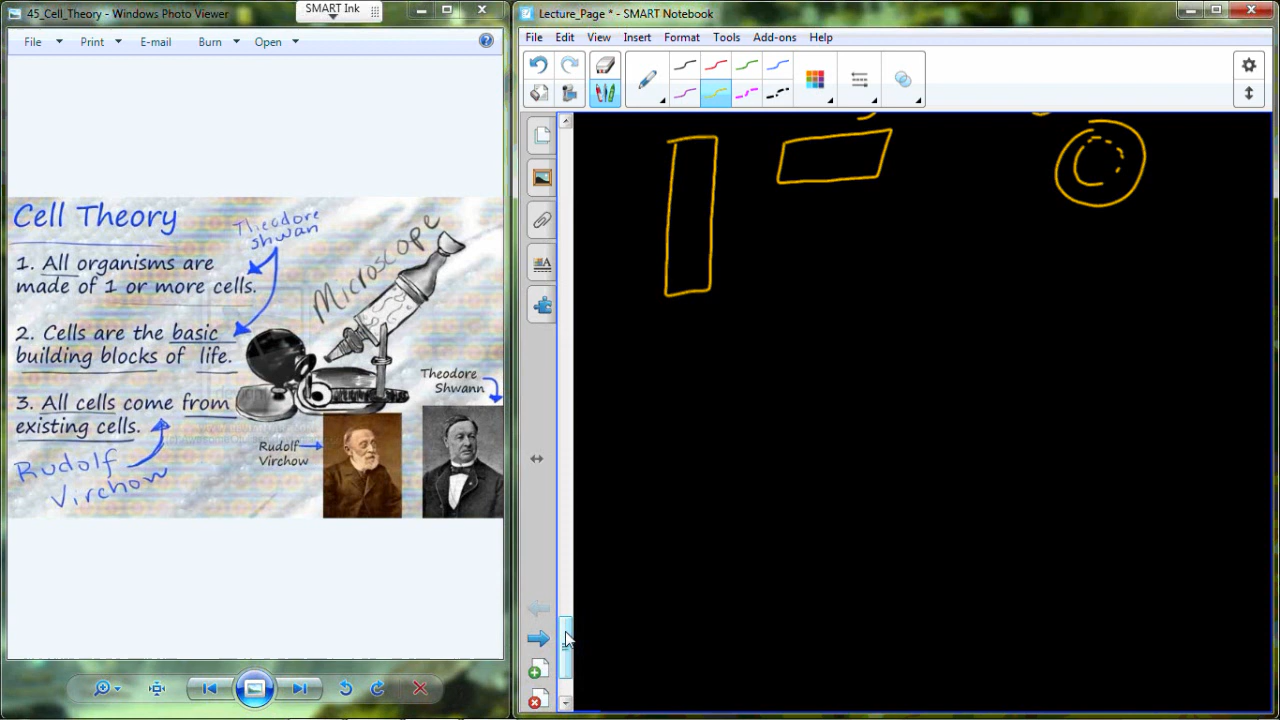 45_Cell_Theory - Windows Photo Viewer
SMART Ink
File Print E-mail Burn Open
Cell Theory
Theodore
Shwan
1. All organisms are
made of 1 or more cells.
Microscope
2. Cells are the basic
building blocks of life.
Theodore
Shwann
3. All cells come from
existing cells.
Rudolf
Virchow
Rudolf
Virchow
Lecture_Page * - SMART Notebook
File Edit View Insert Format Tools Add-ons Help